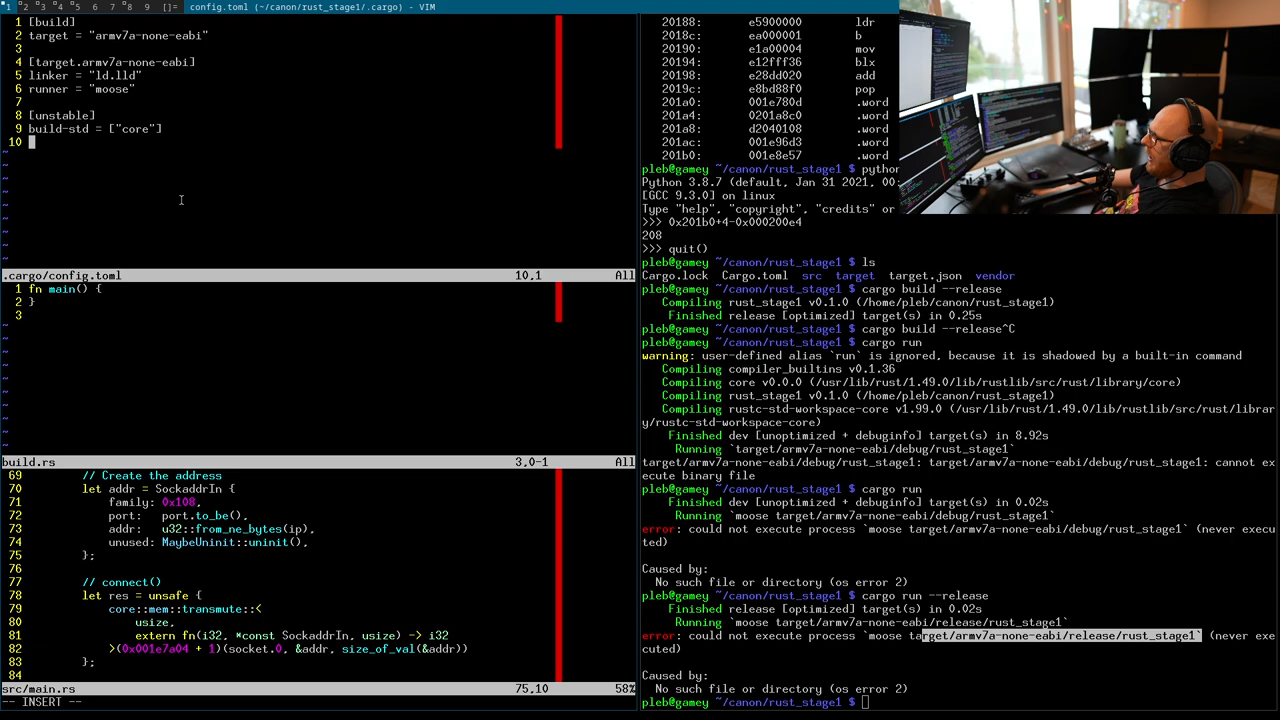 1 2 3 4 5 6 7 8 9 []= config.toml (~/canon/rust_stage1/.cargo) - VIM
1 [build]
2 target = "armv7a-none-eabi"
3
4 [target.armv7a-none-eabi]
5 linker = "ld.lld"
6 runner = "moose"
7
8 [unstable]
9 build-std = ["core"]
10
~
~
~
~
~
~
~
~
~
.cargo/config.toml 10,1 All
1 fn main() {
2 }
3
~
~
~
~
~
~
~
~
~
~
build.rs 3,0-1 All
69 // Create the address
70 let addr = SockaddrIn {
71 family: 0x108,
72 port: port.to_be(),
73 addr: u32::from_ne_bytes(ip),
74 unused: MaybeUninit::uninit(),
75 };
76
77 // connect()
78 let res = unsafe {
79 core::mem::transmute::<
80 usize,
81 extern fn(i32, *const SockaddrIn, usize) -> i32
82 >(0x001e7a04 + 1)(socket.0, &addr, size_of_val(&addr))
83 };
84
src/main.rs 75,10 58%
-- INSERT --
20188: e5900000 ldr
2018c: ea000001 b
20190: e1a00004 mov
20194: e12fff36 blx
20198: e28dd020 add
2019c: e8bd88f0 pop
201a0: 001e780d .word
201a4: 0201a8c0 .word
201a8: d2040108 .word
201ac: 001e96d3 .word
201b0: 001e8e57 .word
pleb@gamey ~/canon/rust_stage1 $ python
Python 3.8.7 (default, Jan 31 2021, 00:
[GCC 9.3.0] on linux
Type "help", "copyright", "credits" or
>>> 0x201b0+4-0x000200e4
208
>>> quit()
pleb@gamey ~/canon/rust_stage1 $ ls
Cargo.lock Cargo.toml src target target.json vendor
pleb@gamey ~/canon/rust_stage1 $ cargo build --release
Compiling rust_stage1 v0.1.0 (/home/pleb/canon/rust_stage1)
Finished release [optimized] target(s) in 0.25s
pleb@gamey ~/canon/rust_stage1 $ cargo build --release^C
pleb@gamey ~/canon/rust_stage1 $ cargo run
warning: user-defined alias `run` is ignored, because it is shadowed by a built-in command
Compiling compiler_builtins v0.1.36
Compiling core v0.0.0 (/usr/lib/rust/1.49.0/lib/rustlib/src/rust/library/core)
Compiling rust_stage1 v0.1.0 (/home/pleb/canon/rust_stage1)
Compiling rustc-std-workspace-core v1.99.0 (/usr/lib/rust/1.49.0/lib/rustlib/src/rust/librar
y/rustc-std-workspace-core)
Finished dev [unoptimized + debuginfo] target(s) in 8.92s
Running `target/armv7a-none-eabi/debug/rust_stage1`
target/armv7a-none-eabi/debug/rust_stage1: target/armv7a-none-eabi/debug/rust_stage1: cannot ex
ecute binary file
pleb@gamey ~/canon/rust_stage1 $ cargo run
Finished dev [unoptimized + debuginfo] target(s) in 0.02s
Running `moose target/armv7a-none-eabi/debug/rust_stage1`
error: could not execute process `moose target/armv7a-none-eabi/debug/rust_stage1` (never execu
ted)

Caused by:
No such file or directory (os error 2)
pleb@gamey ~/canon/rust_stage1 $ cargo run --release
Finished release [optimized] target(s) in 0.02s
Running `moose target/armv7a-none-eabi/release/rust_stage1`
error: could not execute process `moose target/armv7a-none-eabi/release/rust_stage1` (never exe
cuted)

Caused by:
No such file or directory (os error 2)
pleb@gamey ~/canon/rust_stage1 $